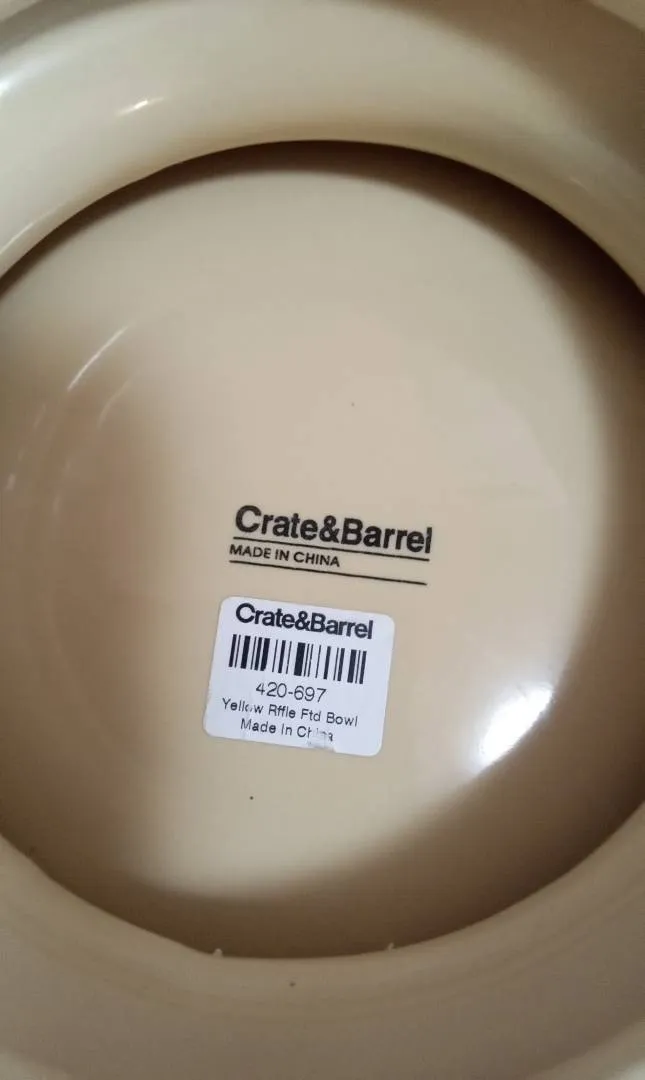 Crate&Barrel
MADE IN CHINA
Crate&Barrel
420-697
Yellow Rffle Ftd Bowl
Made In China